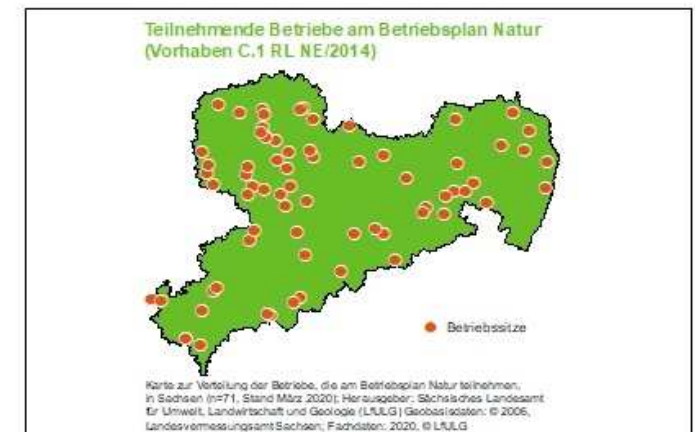 Teilnehmende Betriebe am Betriebsplan Natur
(Vorhaben C.1 RL NE/2014)
Betriebssitze
Karte zur Verteilung der Betriebe, die am Betriebsplan Natur teilnehmen,
in Sachsen (n=71, Stand März 2020); Herausgeber: Sächsisches Landesamt
für Umwelt, Landwirtschaft und Geologie (LfULG) Geobasisdaten: © 2006,
Landesvermessungsamt Sachsen; Fachdaten: 2020, © LfULG